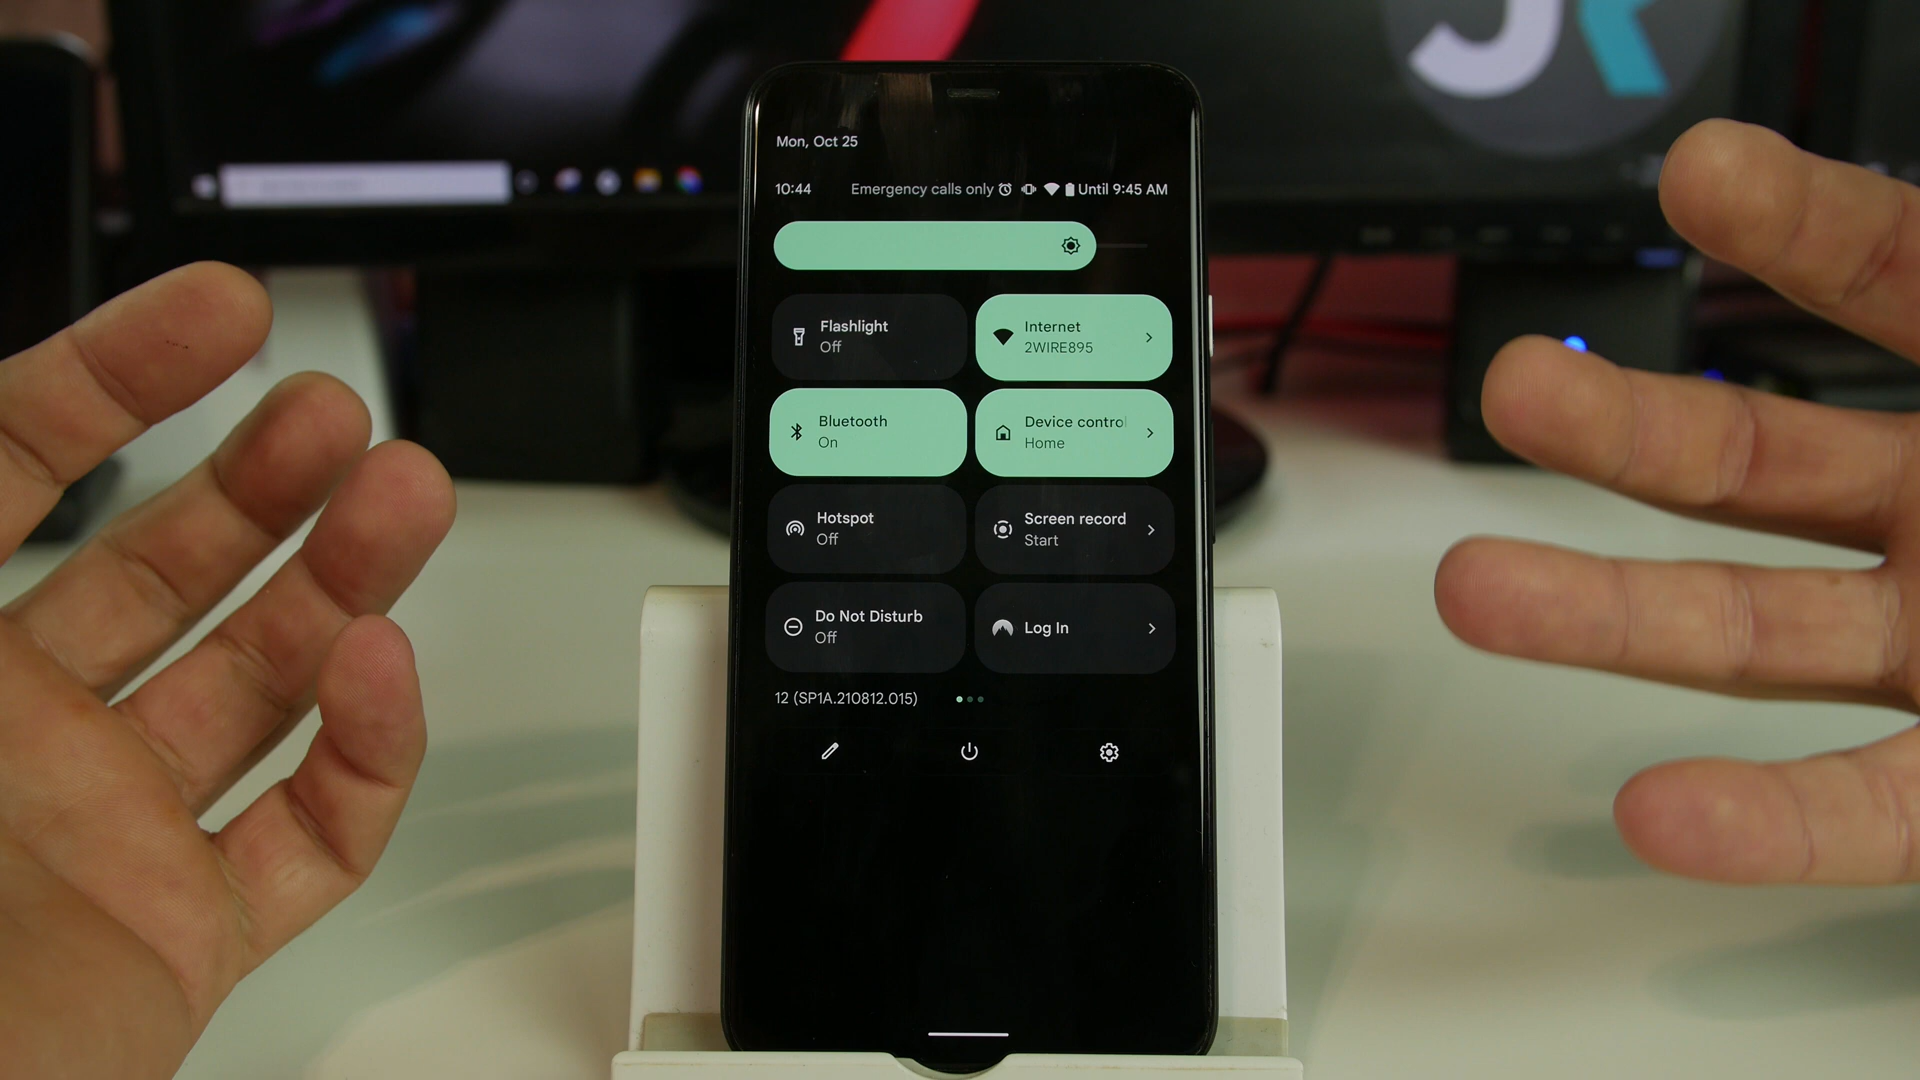 JR
Mon, Oct 25
10:44 Emergency calls only Until 9:45 AM
Flashlight
Off
Internet
2WIRE895
Bluetooth
On
Device control
Home
Hotspot
Off
Screen record
Start
Do Not Disturb
Off
Log In
12 (SP1A.210812.015)